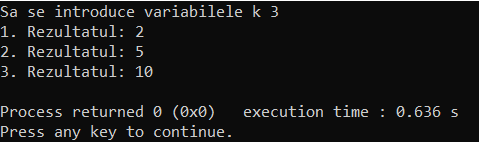 Sa se introduce variabilele k 3
1. Rezultatul: 2
2. Rezultatul: 5
3. Rezultatul: 10
Process returned 0 (0x0)   execution time : 0.636 s
Press any key to continue.